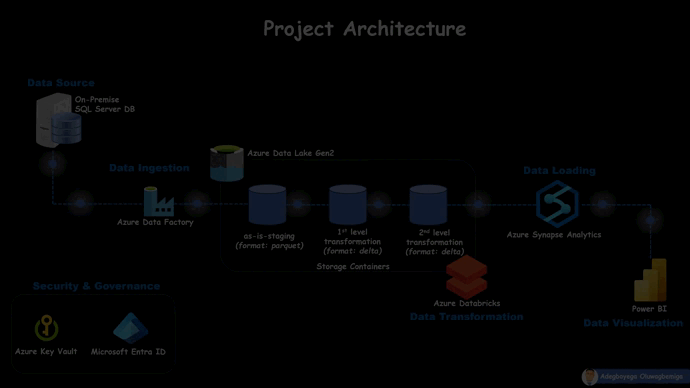 Project Architecture
Data Source
On-Premise
SQL Server DB
Data Ingestion
Azure Data Lake Gen2
Data Loading
Azure Data Factory
as-is-staging
(format: parquet)
1st level
transformation
(format: delta)
2nd level
transformation
(format: delta)
Storage Containers
Azure Synapse Analytics
Azure Databricks
Data Transformation
Power BI
Data Visualization
Security & Governance
Azure Key Vault
Microsoft Entra ID